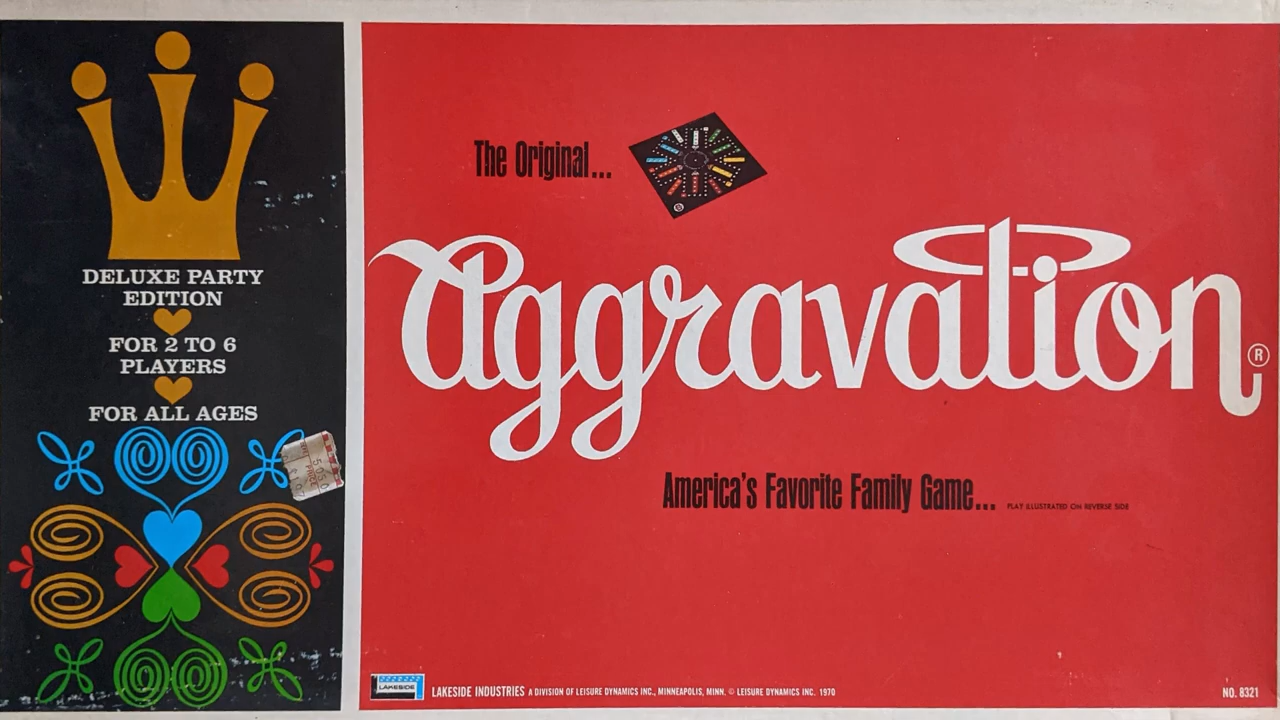 DELUXE PARTY
EDITION
FOR 2 TO 6
PLAYERS
FOR ALL AGES
The Original...
aggravation®
America's Favorite Family Game... PLAY ILLUSTRATED ON REVERSE SIDE
LAKESIDE
LAKESIDE INDUSTRIES A DIVISION OF LEISURE DYNAMICS INC., MINNEAPOLIS, MINN. © LEISURE DYNAMICS INC. 1970
NO. 8321